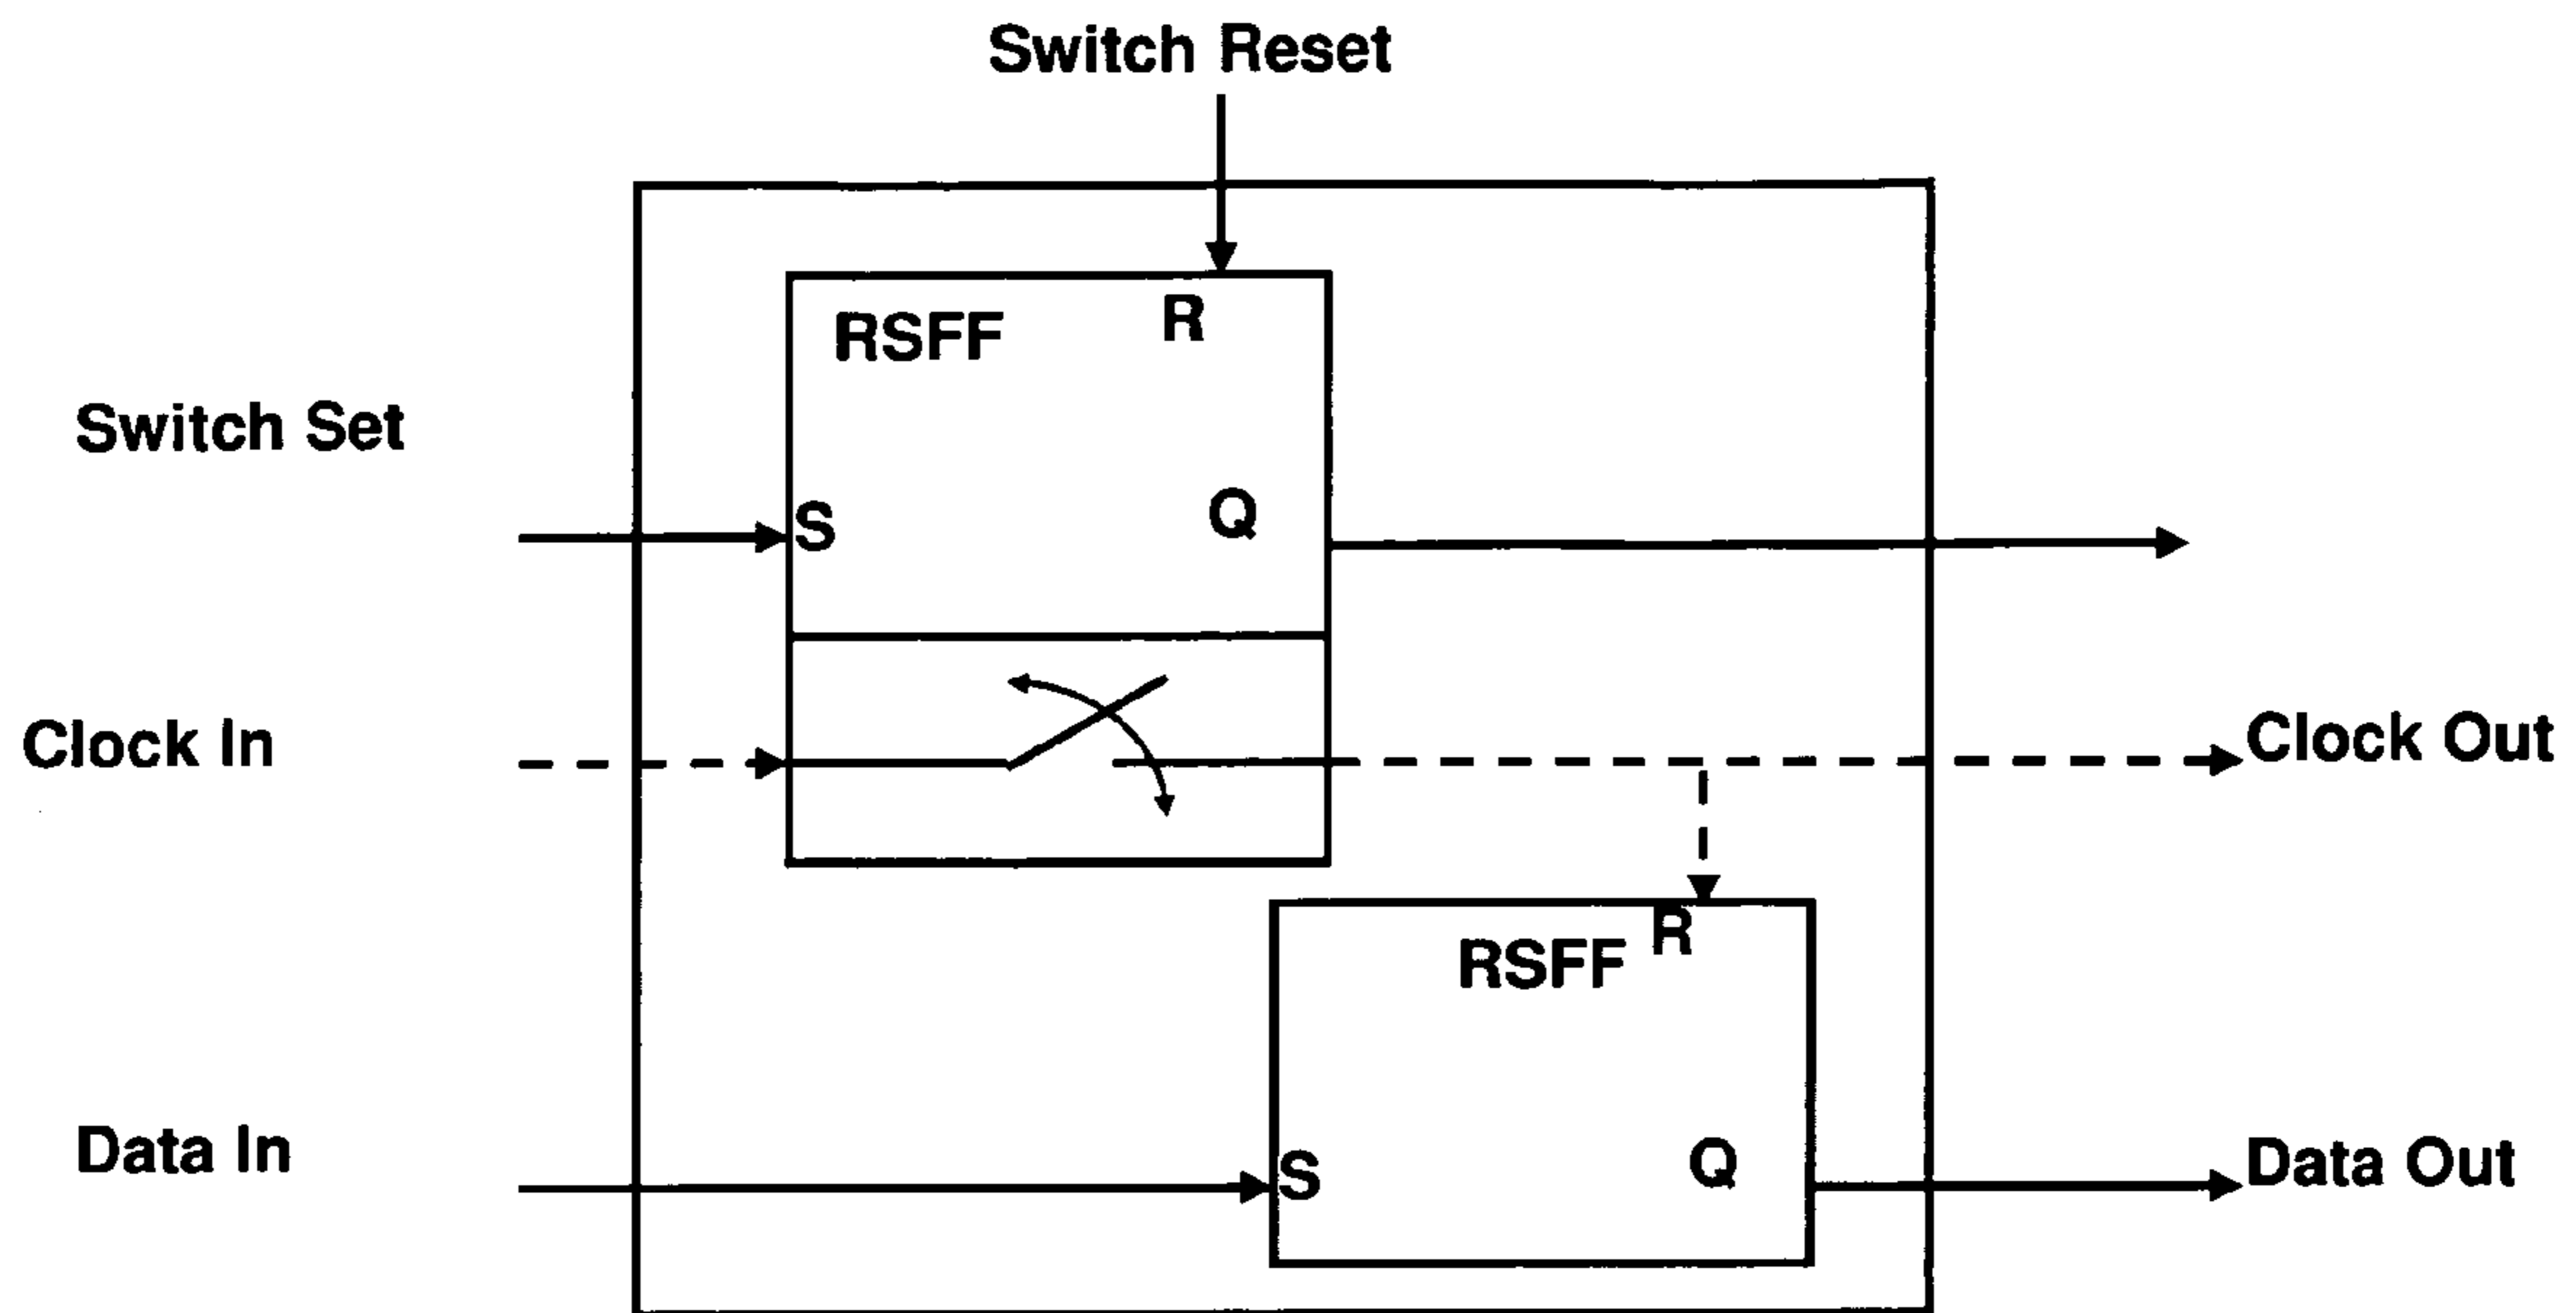 Switch Reset
R
RSFF
Switch Set
S
Q
Clock In
Clock Out
R
RSFF
Data In
S
Q
Data Out